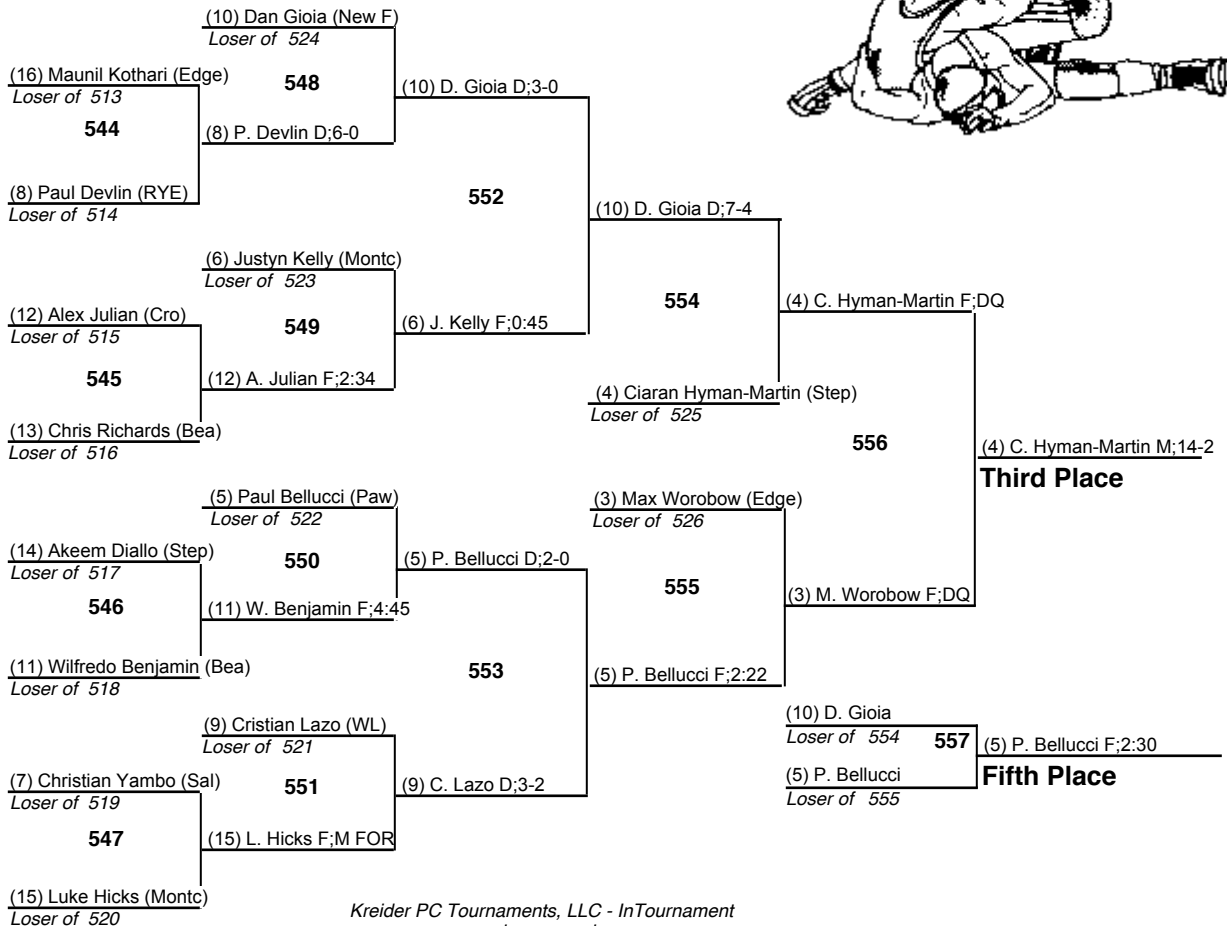 (10) Dan Gioia (New F)
Loser of 524
(16) Maunil Kothari (Edge)
Loser of 513
548
(10) D. Gioia D;3-0
544
(8) P. Devlin D;6-0
(8) Paul Devlin (RYE)
Loser of 514
552
(10) D. Gioia D;7-4
(6) Justyn Kelly (Montc)
Loser of 523
(12) Alex Julian (Cro)
Loser of 515
549
(6) J. Kelly F;0:45
554
(4) C. Hyman-Martin F;DQ
545
(12) A. Julian F;2:34
(4) Ciaran Hyman-Martin (Step)
Loser of 525
(13) Chris Richards (Bea)
Loser of 516
556
(4) C. Hyman-Martin M;14-2
Third Place
(5) Paul Bellucci (Paw)
Loser of 522
(3) Max Worobow (Edge)
Loser of 526
(14) Akeem Diallo (Step)
Loser of 517
550
(5) P. Bellucci D;2-0
555
546
(11) W. Benjamin F;4:45
(3) M. Worobow F;DQ
(11) Wilfredo Benjamin (Bea)
Loser of 518
553
(5) P. Bellucci F;2:22
(9) Cristian Lazo (WL)
Loser of 521
(10) D. Gioia
Loser of 554
557
(5) P. Bellucci F;2:30
Fifth Place
(5) P. Bellucci
Loser of 555
(7) Christian Yambo (Sal)
Loser of 519
551
(9) C. Lazo D;3-2
547
(15) L. Hicks F;M FOR
(15) Luke Hicks (Montc)
Loser of 520
Kreider PC Tournaments, LLC - InTournament